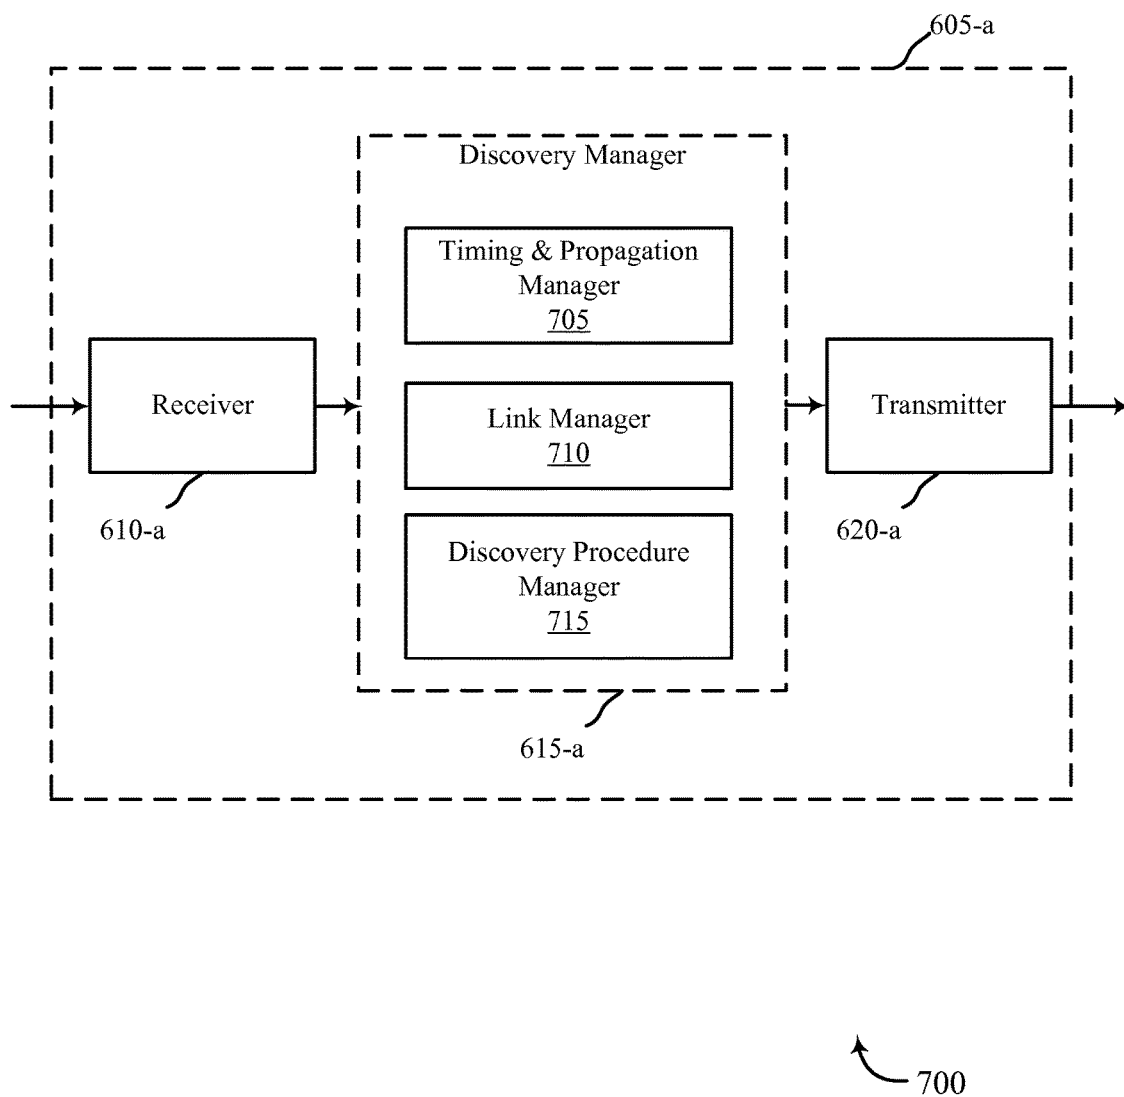 605-a
Discovery Manager
Timing & Propagation
Manager
705
Receiver
Link Manager
710
Transmitter
610-a
620-a
Discovery Procedure
Manager
715
615-a
700